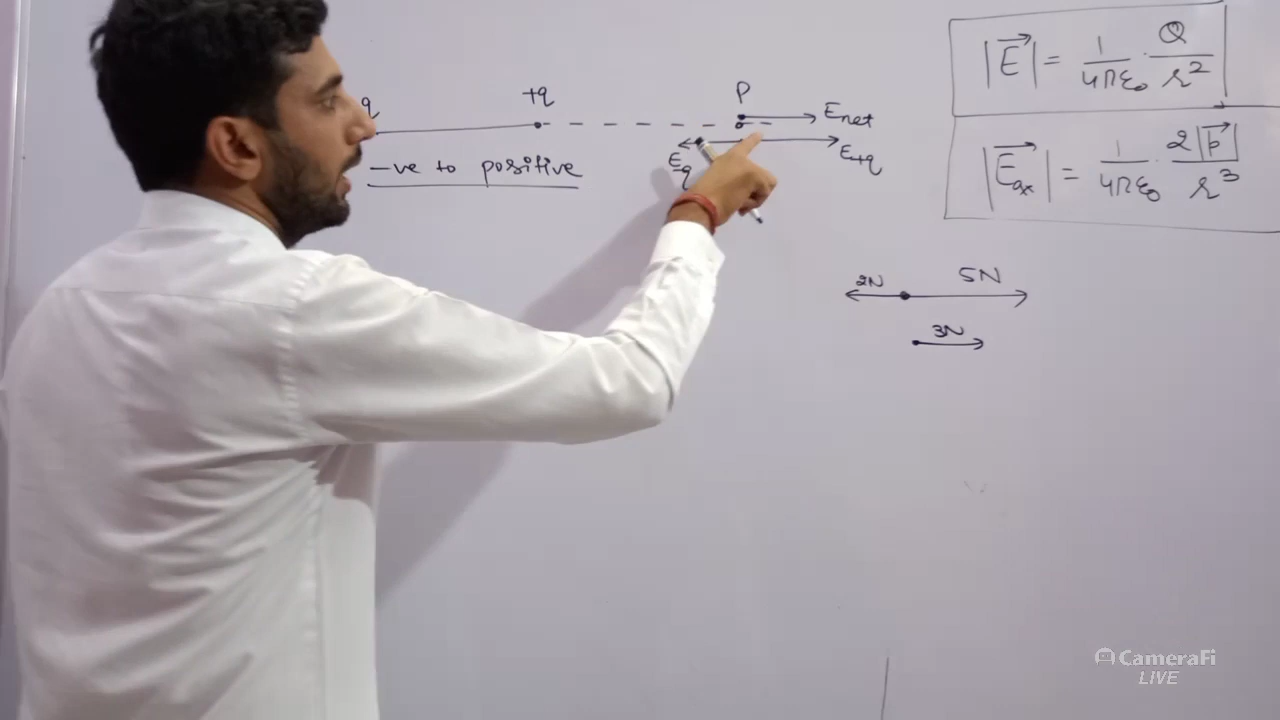 q +q P Enet
E+q
Eq
-ve to positive
|E⃗| = 1/4πε₀ · Q/r²
|E⃗ax| = 1/4πε₀ · 2|p⃗|/r³
2N 5N
3N
CameraFi
LIVE